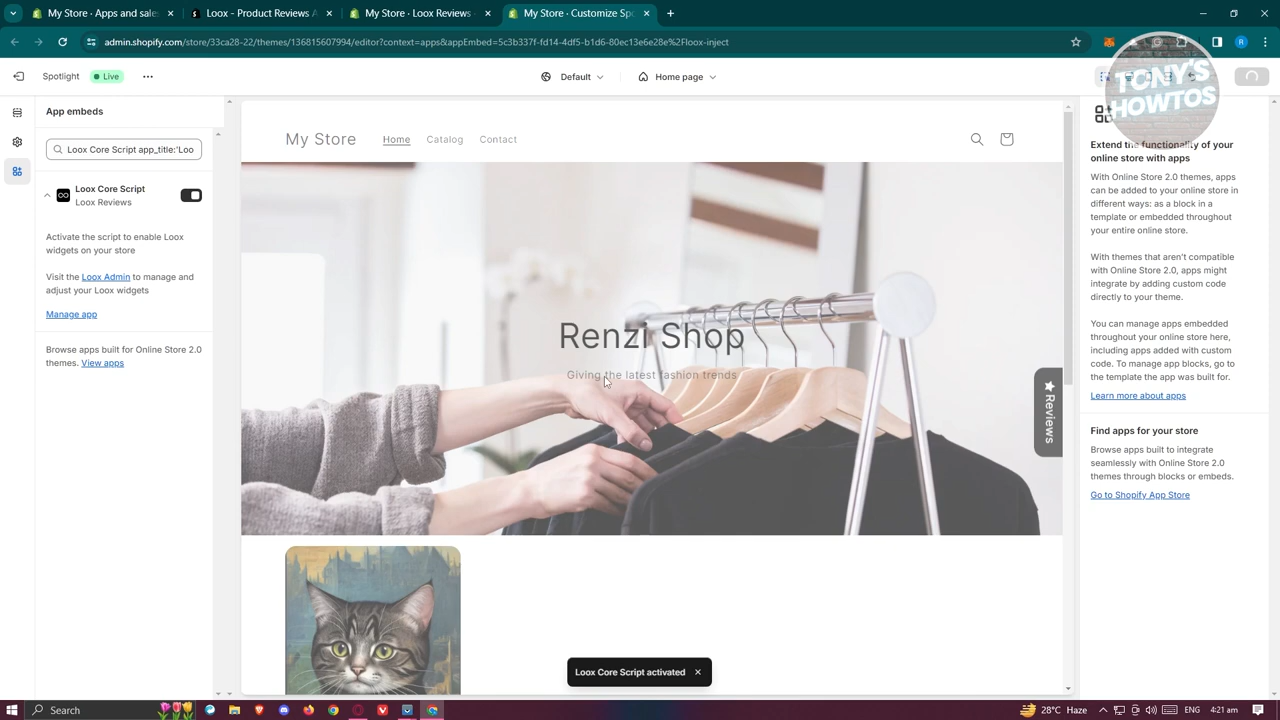 My Store - Apps and sales
Loox - Product Reviews A
My Store · Loox Reviews ·
My Store · Customize Sp
admin.shopify.com/store/33ca28-22/themes/136815607994/editor?context=apps&appEmbed=5c3b337f-fd14-4df5-b1d6-80ec13e6e28e%2Floox-inject
R
Spotlight
Live
Default
Home page
TONY'S
HOWTOS
App embeds
Loox Core Script app_title:'Loo
Loox Core Script
Loox Reviews
Activate the script to enable Loox
widgets on your store
Visit the Loox Admin to manage and
adjust your Loox widgets
Manage app
Browse apps built for Online Store 2.0
themes. View apps
My Store
Home
Catalog
Contact
Renzi Shop
Giving the latest fashion trends
★ Reviews
Loox Core Script activated
Extend the functionality of your
online store with apps
With Online Store 2.0 themes, apps
can be added to your online store in
different ways: as a block in a
template or embedded throughout
your entire online store.
With themes that aren't compatible
with Online Store 2.0, apps might
integrate by adding custom code
directly to your theme.
You can manage apps embedded
throughout your online store here,
including apps added with custom
code. To manage app blocks, go to
the template the app was built for.
Learn more about apps
Find apps for your store
Browse apps built to integrate
seamlessly with Online Store 2.0
themes through blocks or embeds.
Go to Shopify App Store
Search
28°C Haze
ENG
4:21 am